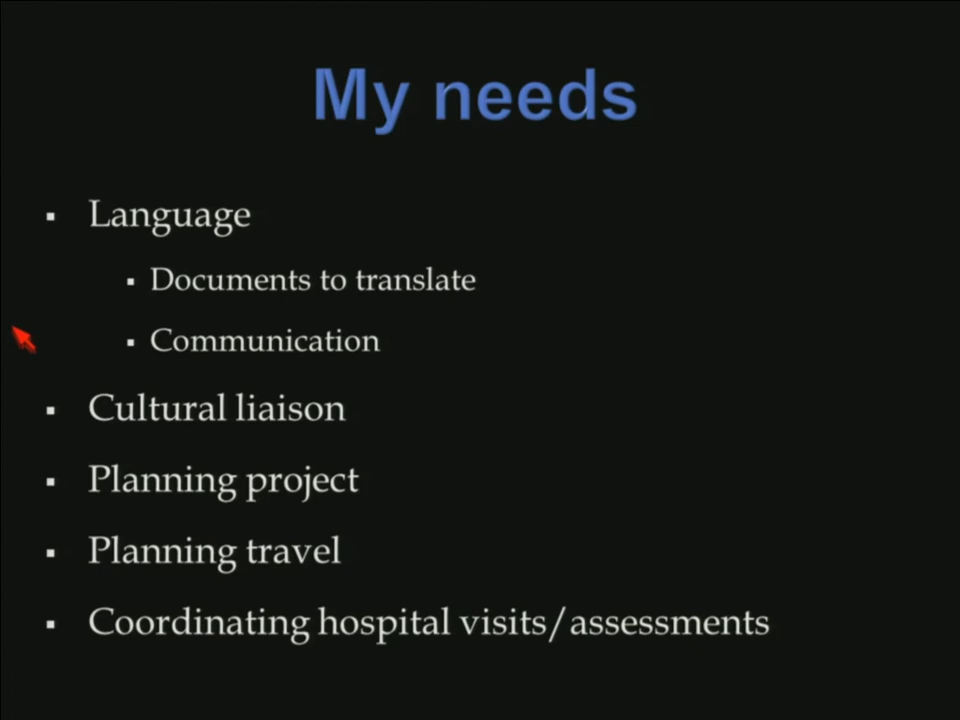 My needs
Language
Documents to translate
Communication
Cultural liaison
Planning project
Planning travel
Coordinating hospital visits/assessments